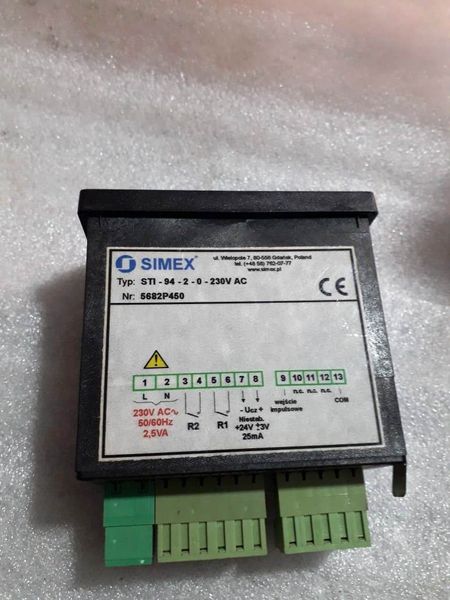 SIMEX
ul. Wielopole 7, 80-556 Gdańsk, Poland
tel. (+48 58) 762-07-77
www.simex.pl
Typ: STI - 94 - 2 - 0 - 230V AC
Nr: 5682P450
CE
1 2 3 4 5 6 7 8 9 10 11 12 13
L N n.c. n.c. n.c. COM
230V AC~
50/60Hz
2,5VA
R2
R1
- Ucz +
Niestab.
+24V ±3V
25mA
wejście
impulsowe